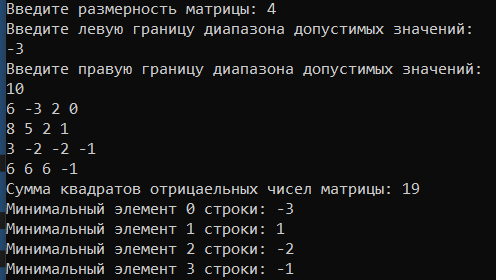 Введите размерность матрицы: 4
Введите левую границу диапазона допустимых значений:
-3
Введите правую границу диапазона допустимых значений:
10
6 -3 2 0
8 5 2 1
3 -2 -2 -1
6 6 6 -1
Сумма квадратов отрицаельных чисел матрицы: 19
Минимальный элемент 0 строки: -3
Минимальный элемент 1 строки: 1
Минимальный элемент 2 строки: -2
Минимальный элемент 3 строки: -1